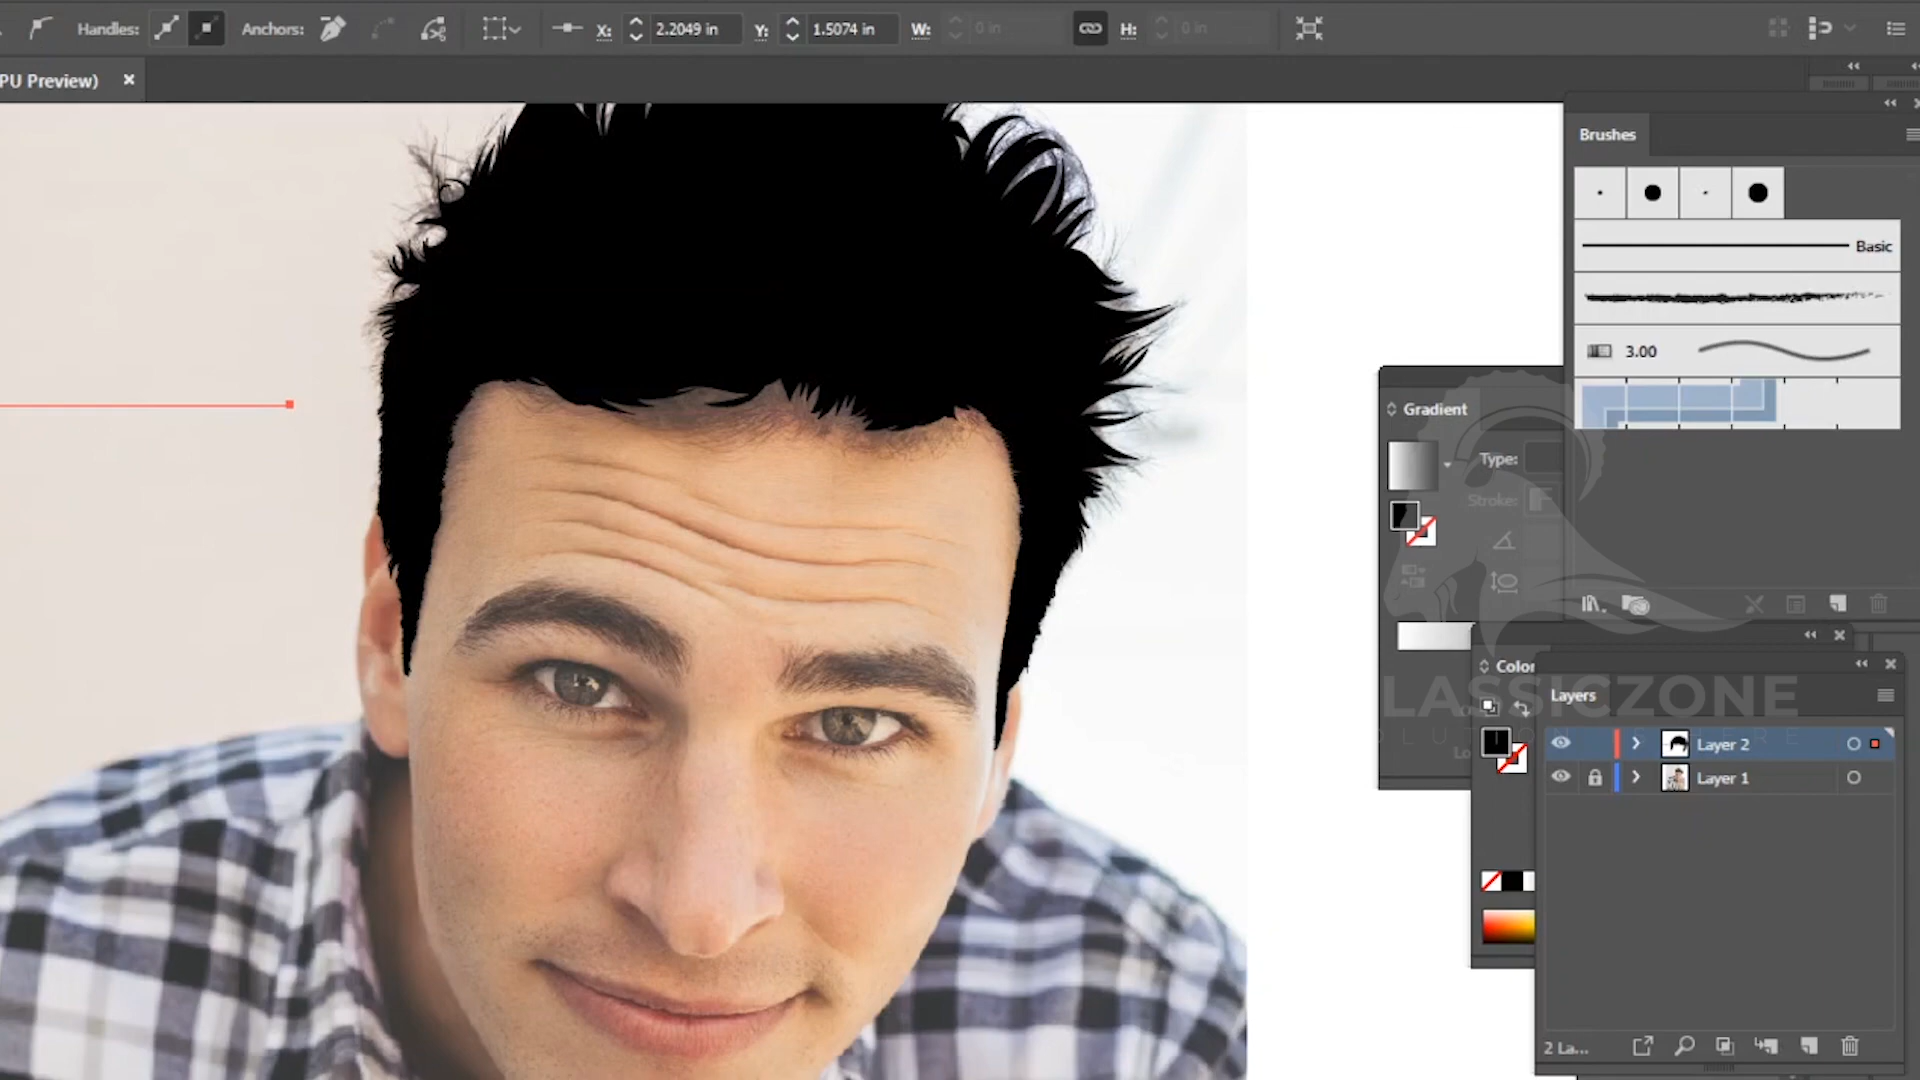 Handles:
Anchors:
X:
2.2049 in
Y:
1.5074 in
W:
0 in
H:
0 in
PU Preview)
Brushes
Basic
3.00
Gradient
Type:
Stroke:
Color
Layers
LASSICZONE
Layer 2
Layer 1
2 La...